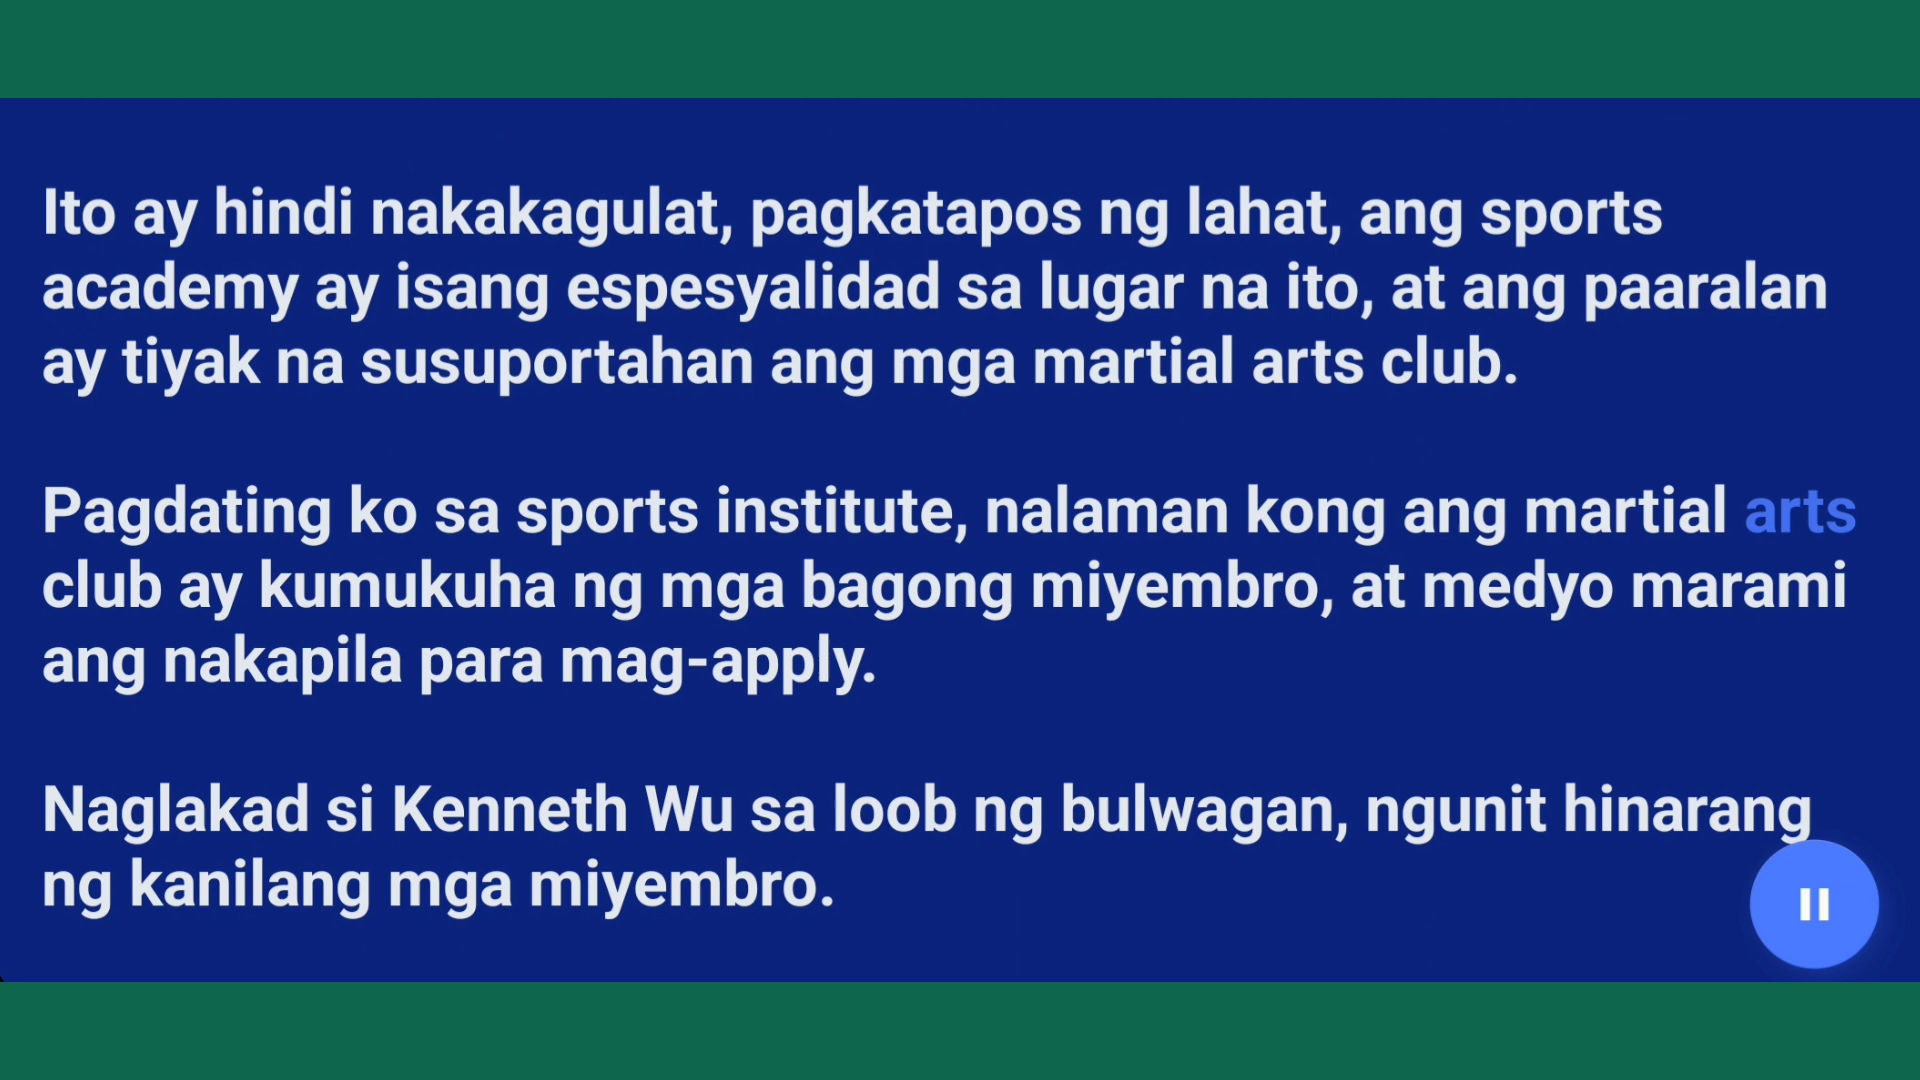 Ito ay hindi nakakagulat, pagkatapos ng lahat, ang sports
academy ay isang espesyalidad sa lugar na ito, at ang paaralan
ay tiyak na susuportahan ang mga martial arts club.
Pagdating ko sa sports institute, nalaman kong ang martial arts
club ay kumukuha ng mga bagong miyembro, at medyo marami
ang nakapila para mag-apply.
Naglakad si Kenneth Wu sa loob ng bulwagan, ngunit hinarang
ng kanilang mga miyembro.